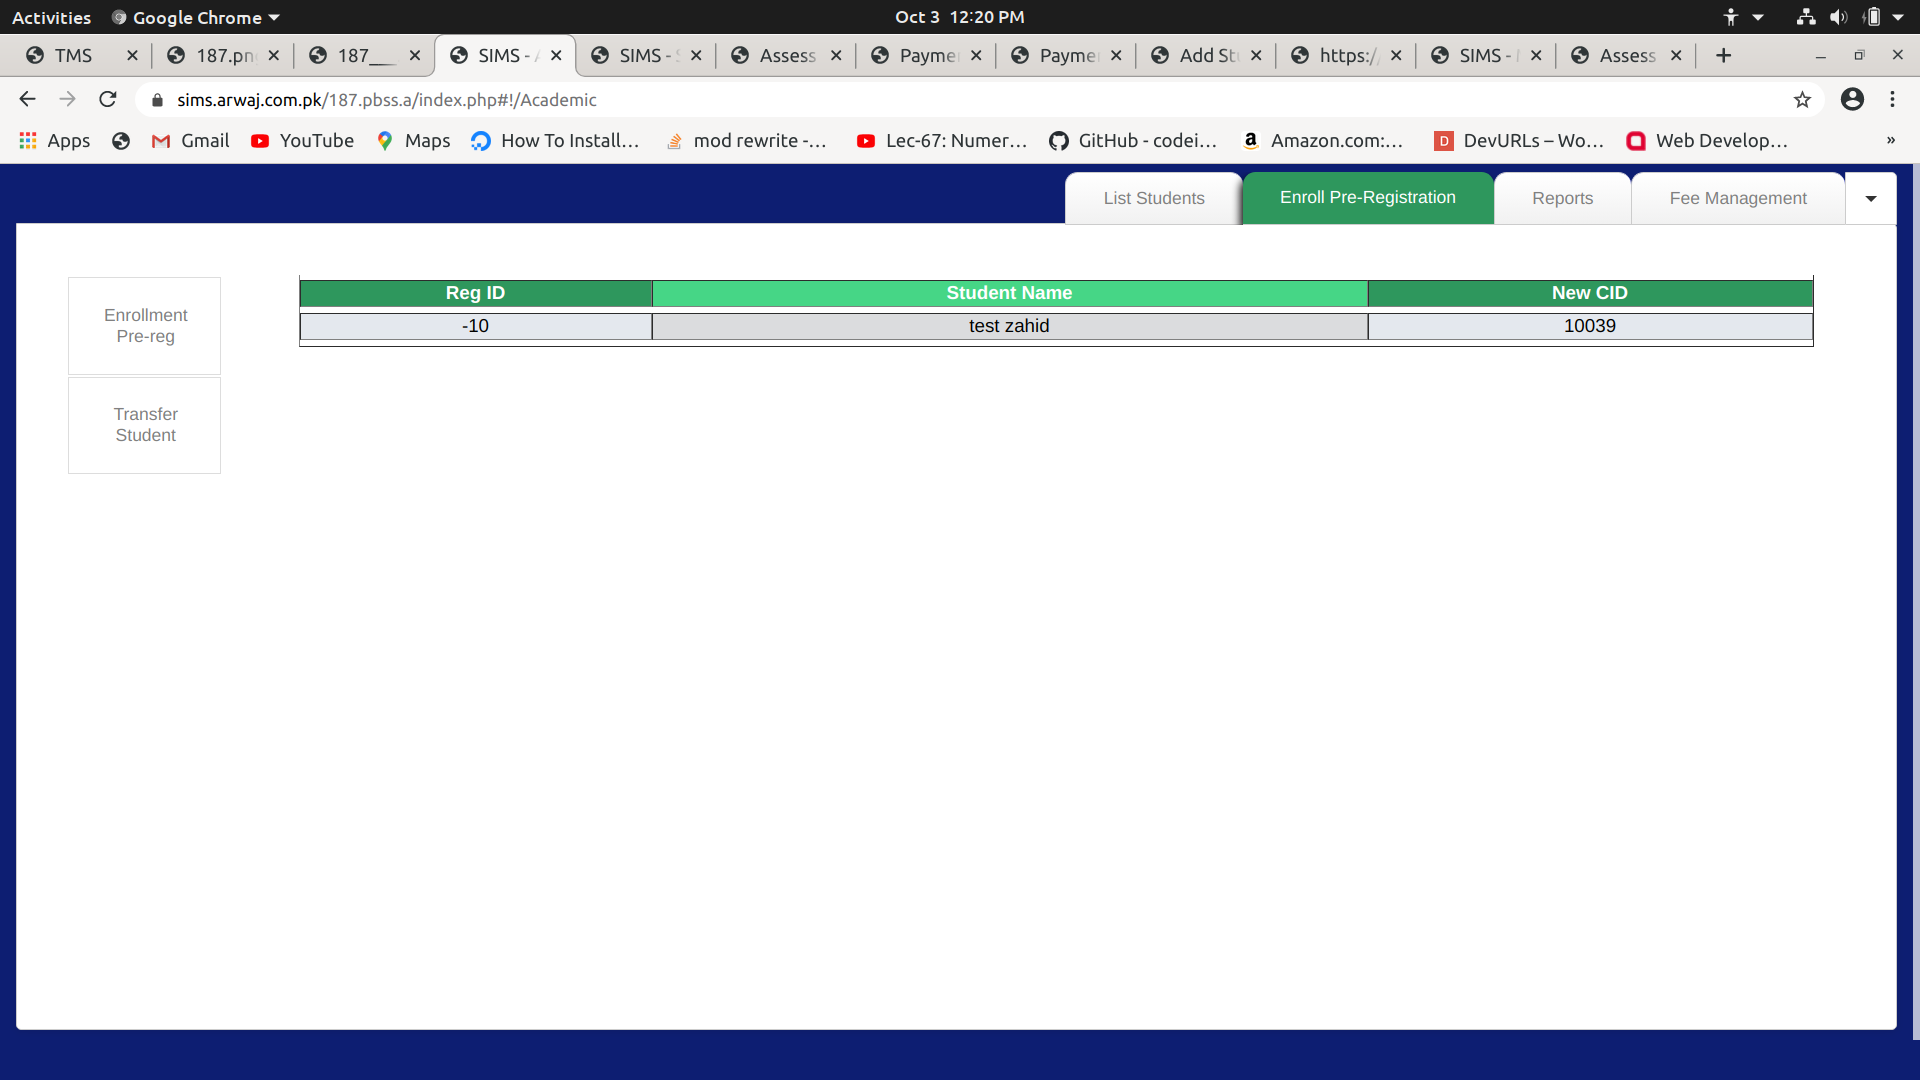 Activities Google Chrome Oct 3 12:20 PM
TMS 187.pn 187___ SIMS - SIMS - Assess Payme Payme Add St https:/ SIMS - Assess
sims.arwaj.com.pk/187.pbss.a/index.php#!/Academic
Apps Gmail YouTube Maps How To Install... mod rewrite -... Lec-67: Numer... GitHub - codei... Amazon.com:... DevURLs – Wo... Web Develop... »
List Students Enroll Pre-Registration Reports Fee Management
Enrollment
Pre-reg
Transfer
Student
Reg ID Student Name New CID
-10 test zahid 10039